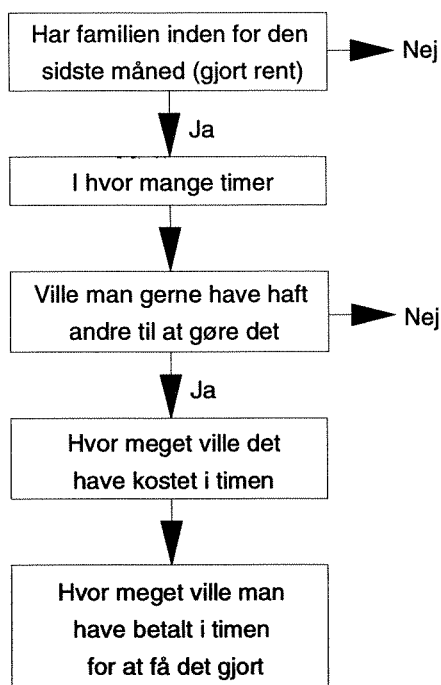 Har familien inden for den
sidste måned (gjort rent)
Nej
Ja
I hvor mange timer
Ville man gerne have haft
andre til at gøre det
Nej
Ja
Hvor meget ville det
have kostet i timen
Hvor meget ville man
have betalt i timen
for at få det gjort